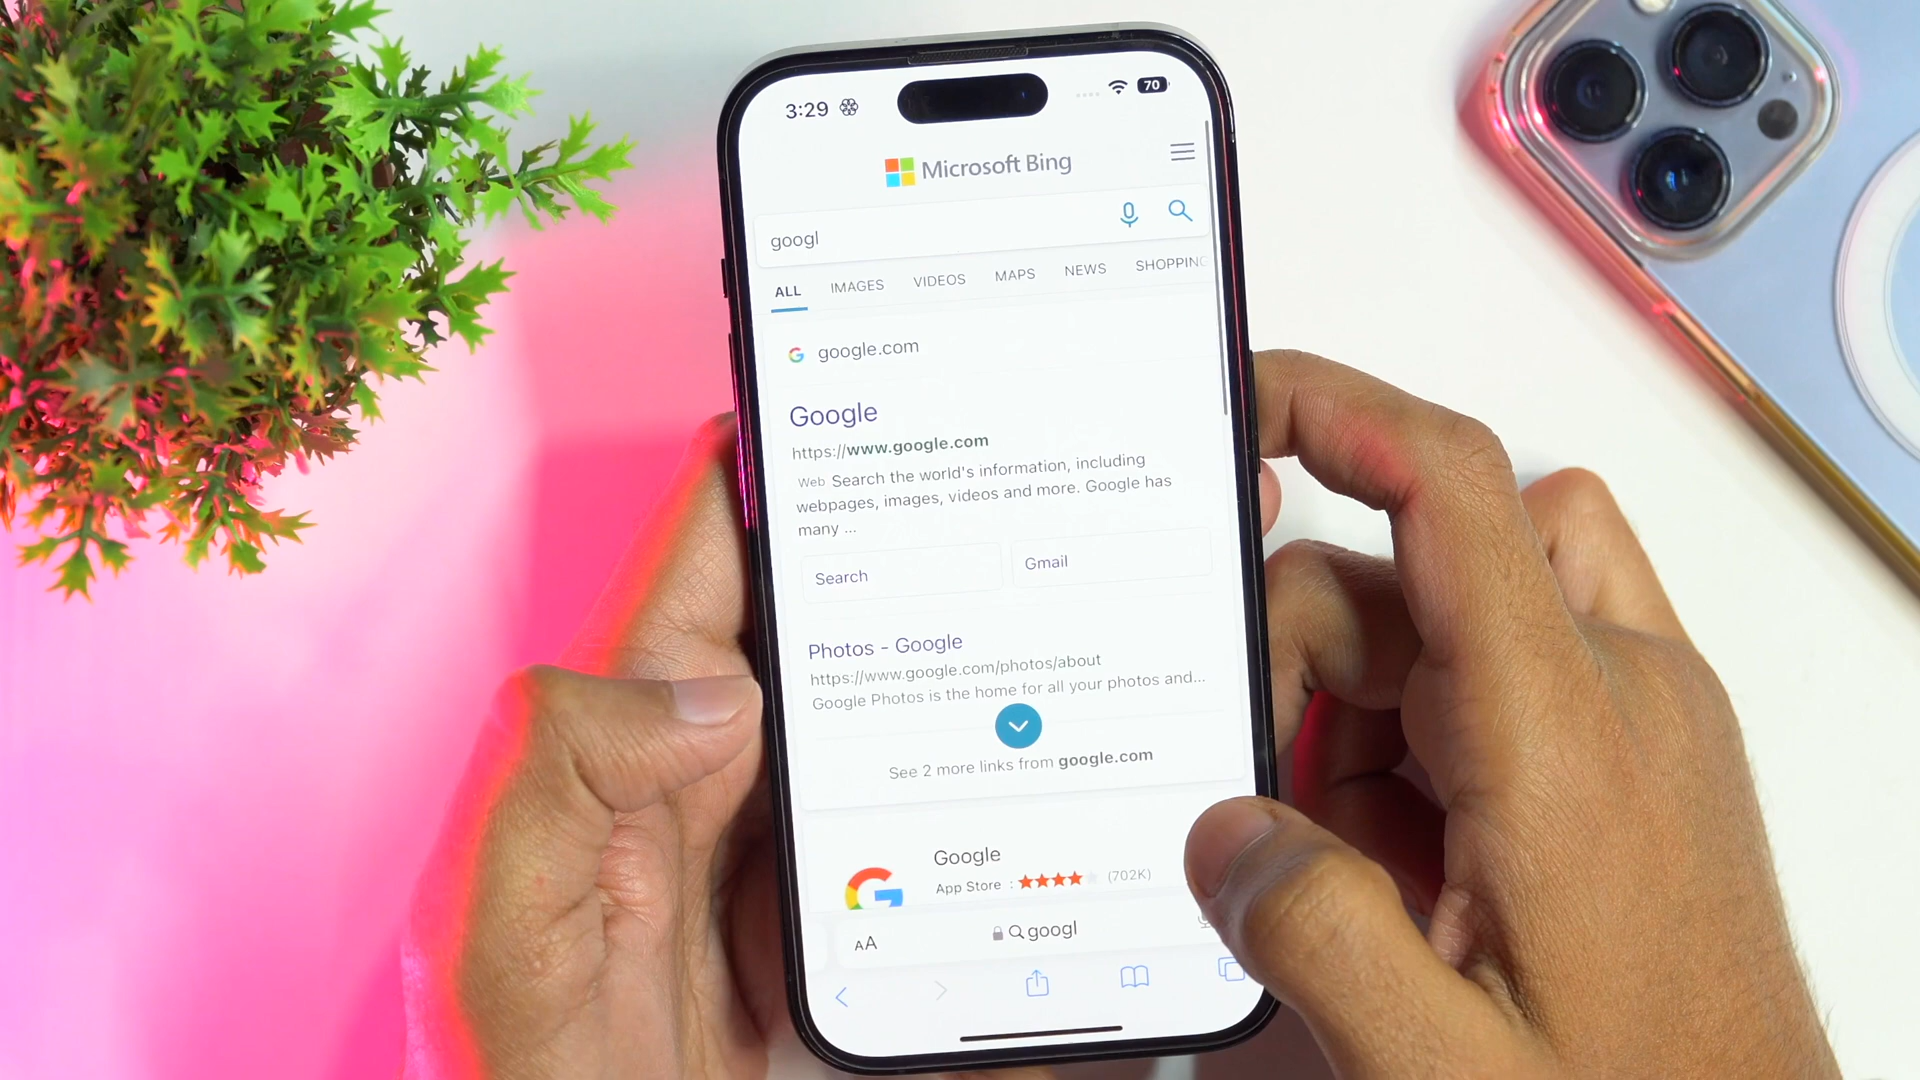 3:29
70
Microsoft Bing
googl
ALL IMAGES VIDEOS MAPS NEWS SHOPPING
google.com
Google
https://www.google.com
Web Search the world's information, including
webpages, images, videos and more. Google has
many ...
Search Gmail
Photos - Google
https://www.google.com/photos/about
Google Photos is the home for all your photos and...
See 2 more links from google.com
Google
App Store : (702K)
AA googl